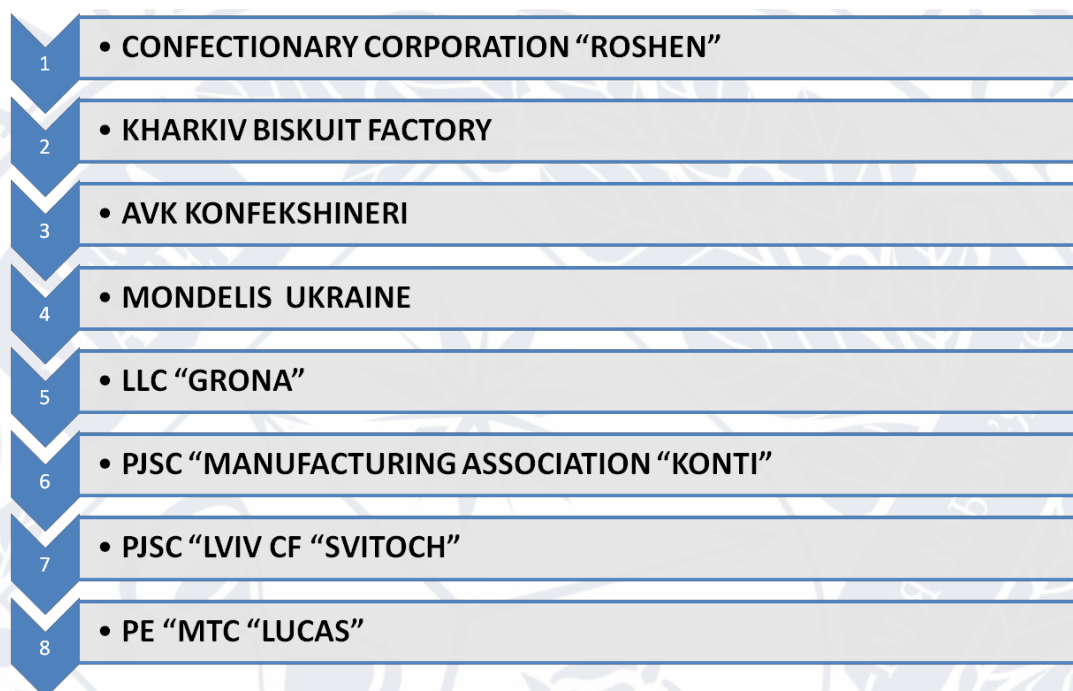 1
• CONFECTIONARY CORPORATION “ROSHEN”
2
• KHARKIV BISKUIT FACTORY
3
• AVK KONFEKSHINERI
4
• MONDELIS UKRAINE
5
• LLC “GRONA”
6
• PJSC “MANUFACTURING ASSOCIATION “KONTI”
7
• PJSC “LVIV CF “SVITOCH”
8
• PE “MTC “LUCAS”